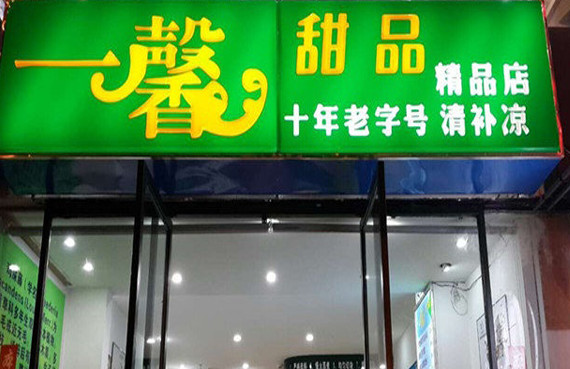 一馨 甜品
精品店
十年老字号 清补凉